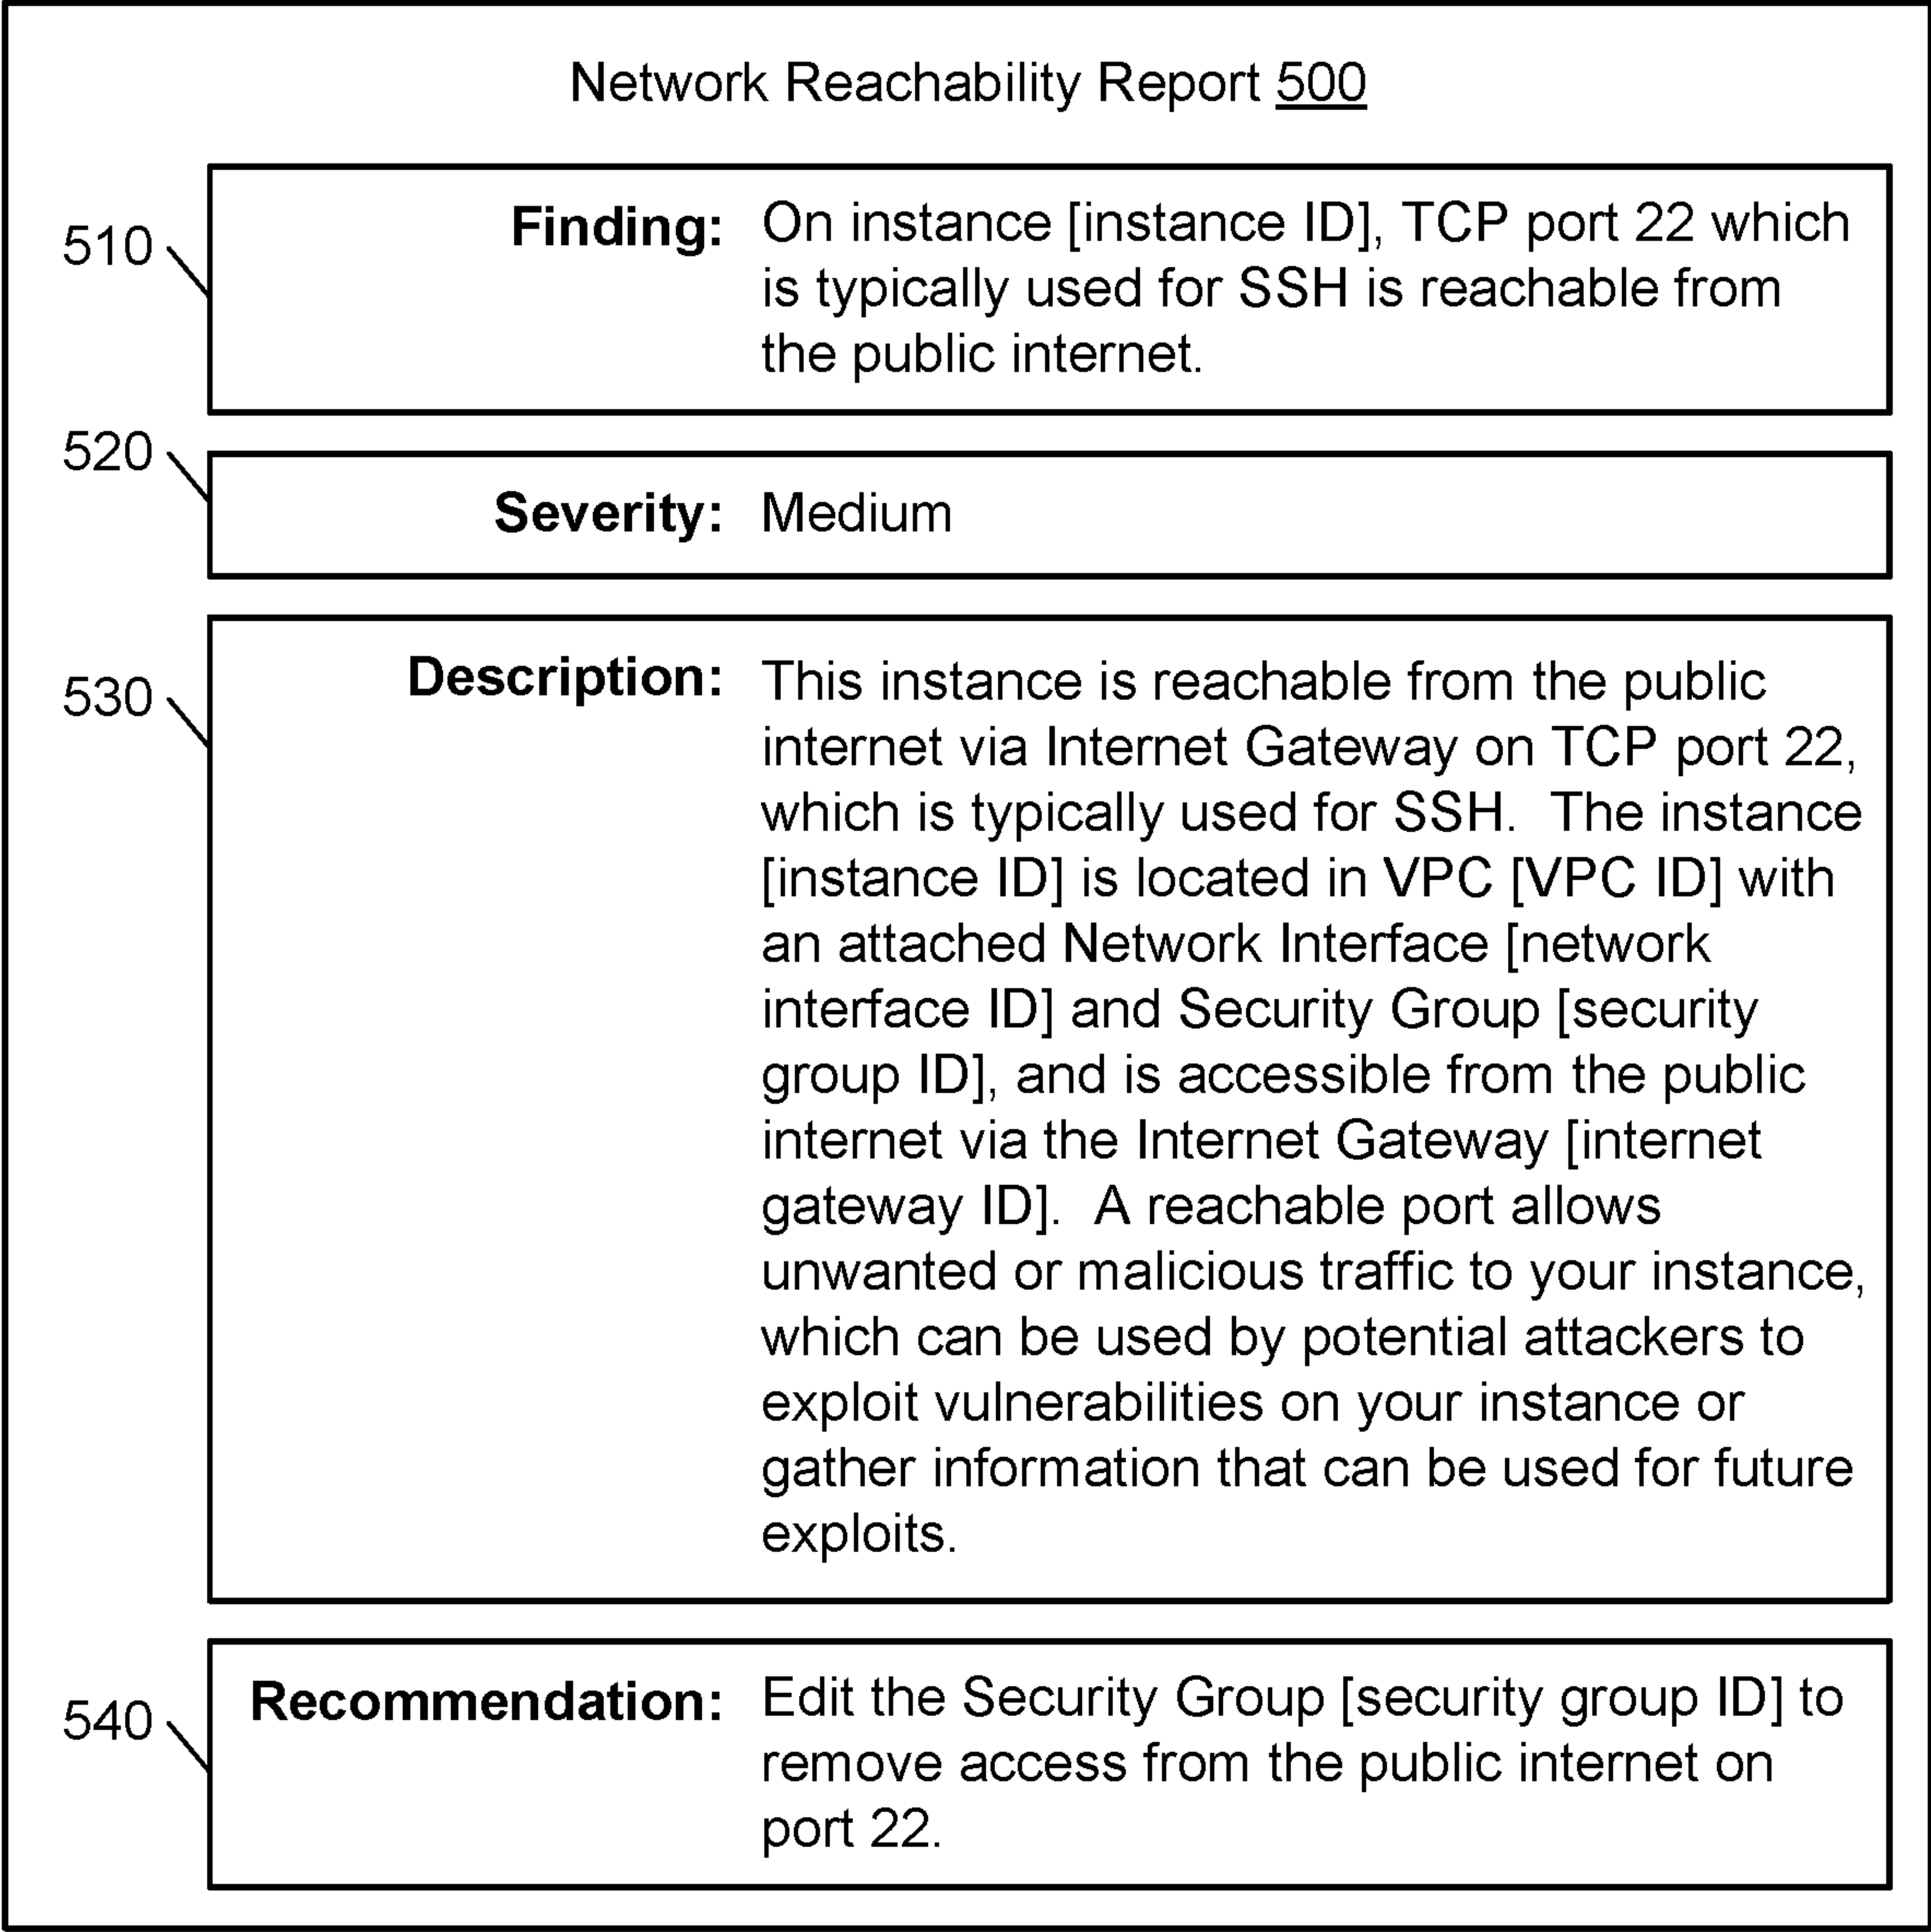 Network Reachability Report 500
510
Finding: On instance [instance ID], TCP port 22 which
is typically used for SSH is reachable from
the public internet.
520
Severity: Medium
530
Description: This instance is reachable from the public
internet via Internet Gateway on TCP port 22,
which is typically used for SSH.  The instance
[instance ID] is located in VPC [VPC ID] with
an attached Network Interface [network
interface ID] and Security Group [security
group ID], and is accessible from the public
internet via the Internet Gateway [internet
gateway ID].  A reachable port allows
unwanted or malicious traffic to your instance,
which can be used by potential attackers to
exploit vulnerabilities on your instance or
gather information that can be used for future
exploits.
540
Recommendation: Edit the Security Group [security group ID] to
remove access from the public internet on
port 22.